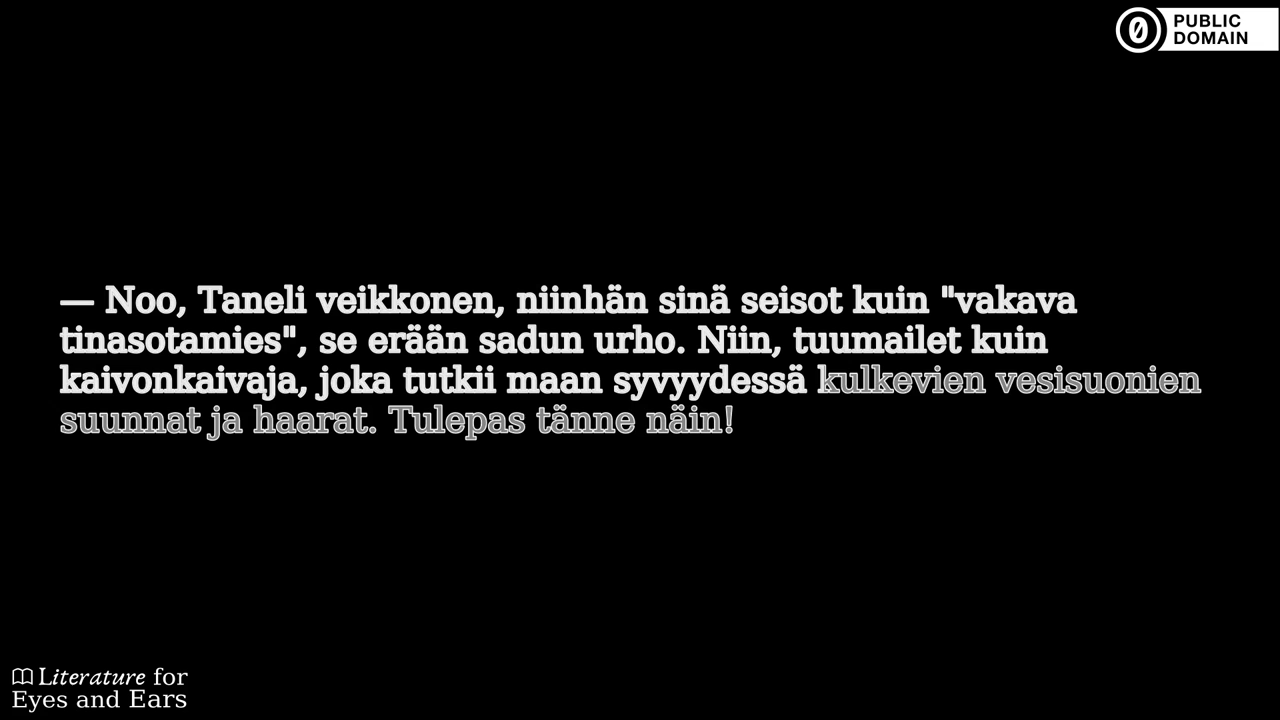 PUBLIC
DOMAIN
— Noo, Taneli veikkonen, niinhän sinä seisot kuin "vakava
tinasotamies", se erään sadun urho. Niin, tuumailet kuin
kaivonkaivaja, joka tutkii maan syvyydessä kulkevien vesisuonien
suunnat ja haarat. Tulepas tänne näin!
Literature for
Eyes and Ears